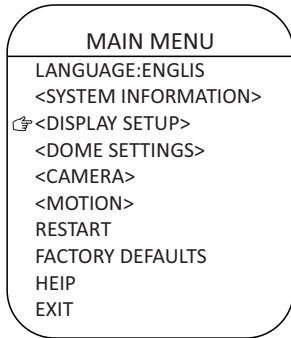 MAIN MENU
LANGUAGE:ENGLIS
<SYSTEM INFORMATION>
<DISPLAY SETUP>
<DOME SETTINGS>
<CAMERA>
<MOTION>
RESTART
FACTORY DEFAULTS
HEIP
EXIT